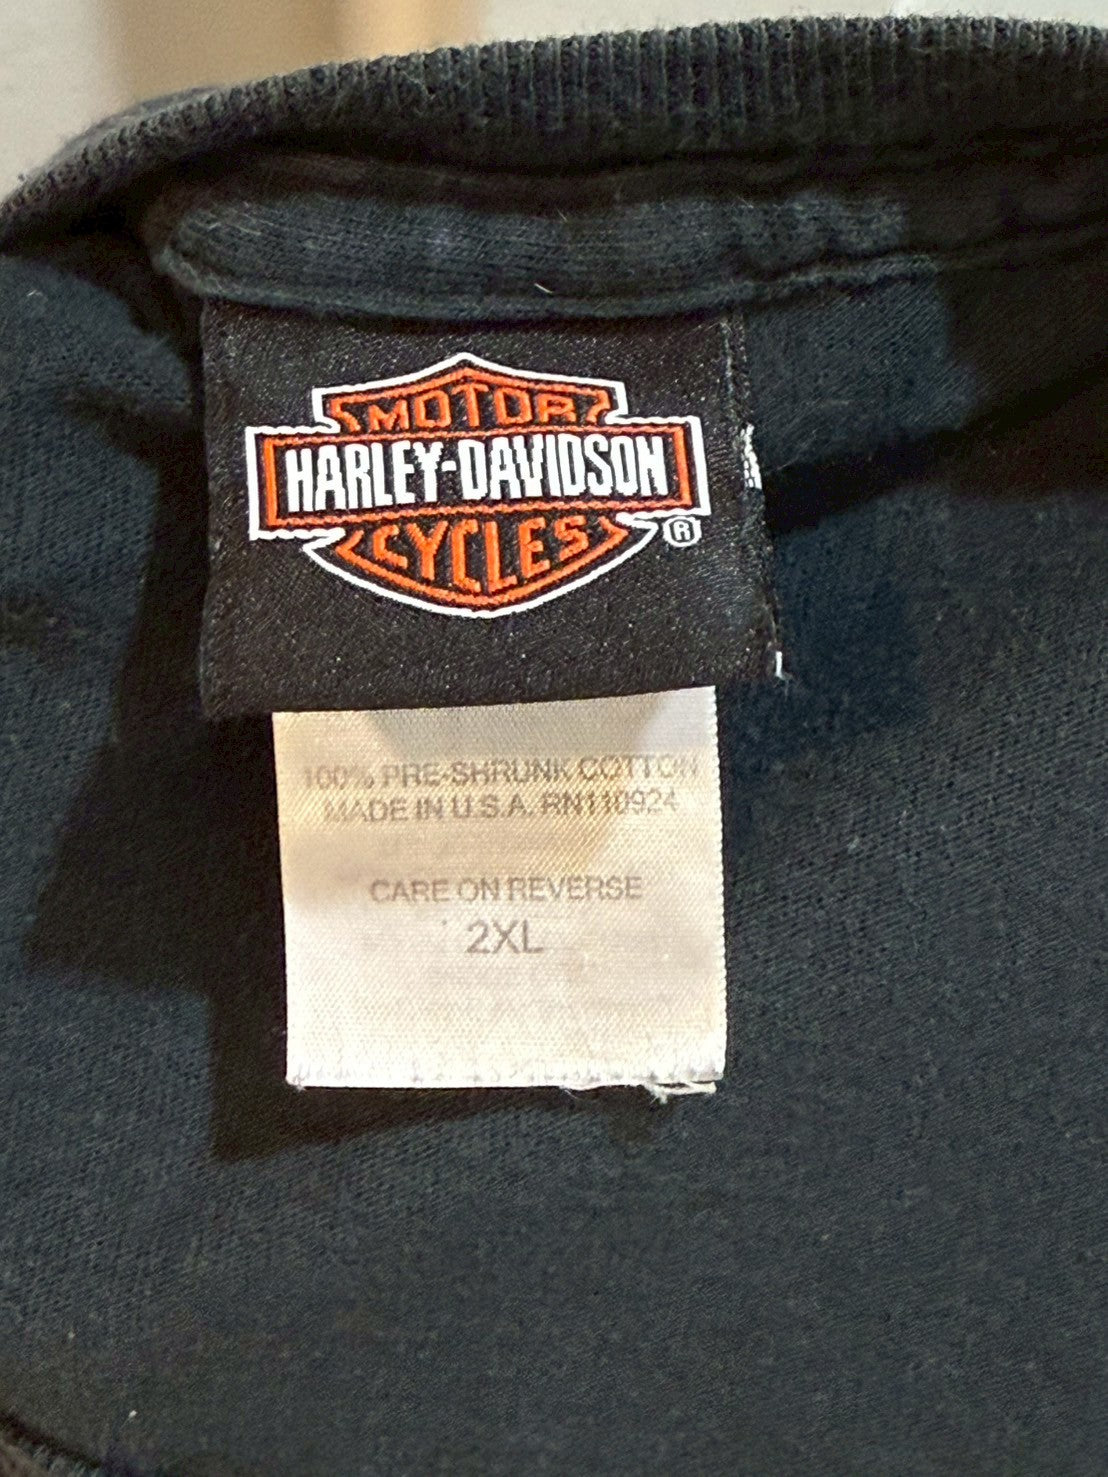 MOTOR
HARLEY-DAVIDSON
CYCLES ®
100% PRE-SHRUNK COTTON
MADE IN U.S.A. RN110924
CARE ON REVERSE
2XL